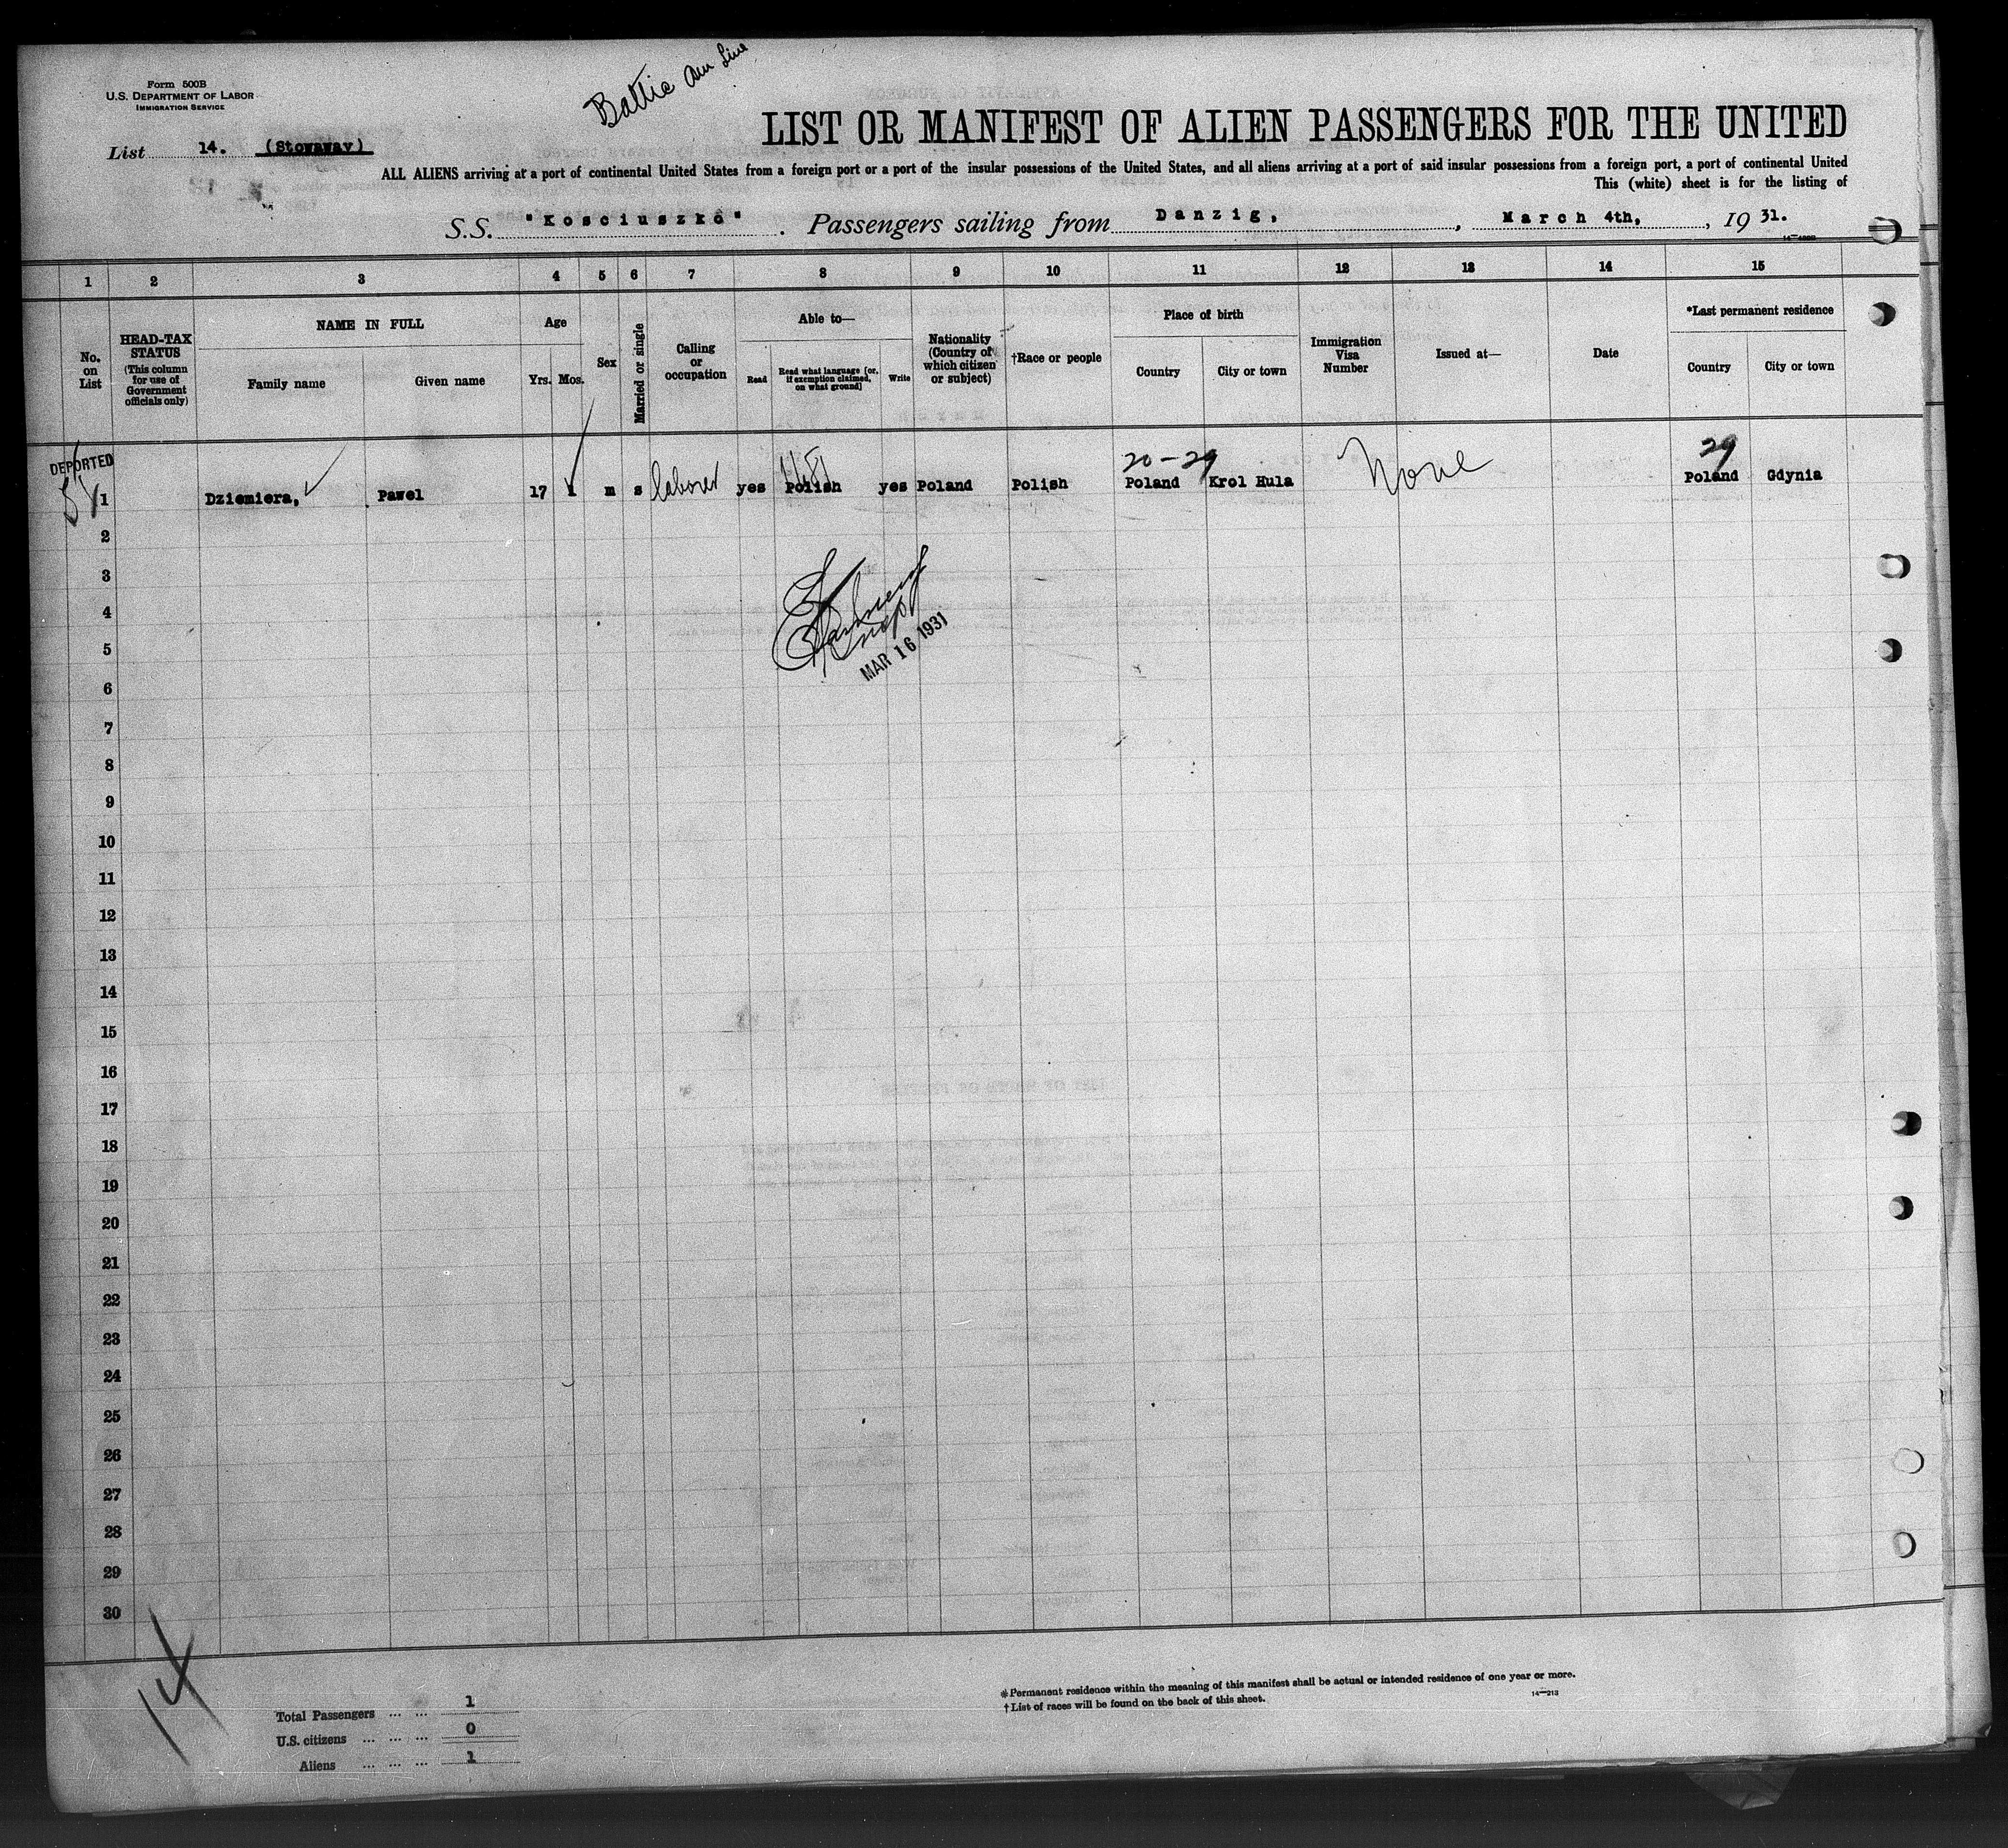 Form 500B
U.S. DEPARTMENT OF LABOR
IMMIGRATION SERVICE
Baltic Am Line
LIST OR MANIFEST OF ALIEN PASSENGERS FOR THE UNITED
List 14. (Stowaway)
ALL ALIENS arriving at a port of continental United States from a foreign port or a port of the insular possessions of the United States, and all aliens arriving at a port of said insular possessions from a foreign port, a port of continental United
This (white) sheet is for the listing of
S.S. "Kosciuszko". Passengers sailing from Danzig, , March 4th, , 19 31.
1 2 3 4 5 6 7 8 9 10 11 12 13 14 15
No. on List
HEAD-TAX STATUS (This column for use of Government officials only)
NAME IN FULL
Family name Given name
Age
Yrs. Mos.
Sex
Married or single
Calling or occupation
Able to—
Read
Read what language [or, if exemption claimed, on what ground]
Write
Nationality (Country of which citizen or subject)
†Race or people
Place of birth
Country City or town
Immigration Visa Number
Issued at—
Date
*Last permanent residence
Country City or town
DEPORTED
20-29 29
1 Dziemiera, Pawel 17 1 m s laborer yes Polish yes Poland Polish Poland Krol Hula None Poland Gdynia
2
3
4
5
MAR 16 1931
6
7
8
9
10
11
12
13
14
15
16
17
18
19
20
21
22
23
24
25
26
27
28
29
30
14
Total Passengers ... ... 1
U.S. citizens ... ... ... 0
Aliens ... ... ... 1
*Permanent residence within the meaning of this manifest shall be actual or intended residence of one year or more.
†List of races will be found on the back of this sheet.
14—213